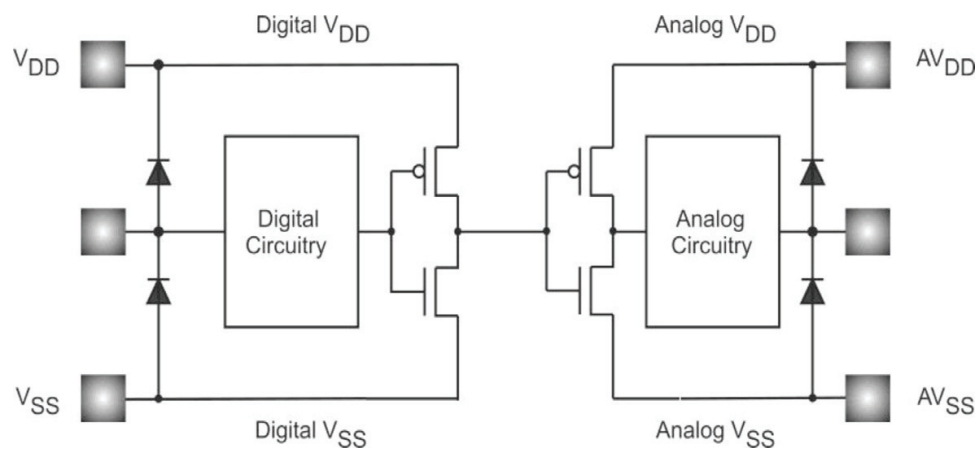 Digital VDD
Analog VDD
VDD
AVDD
Digital
Circuitry
Analog
Circuitry
VSS
AVSS
Digital VSS
Analog VSS